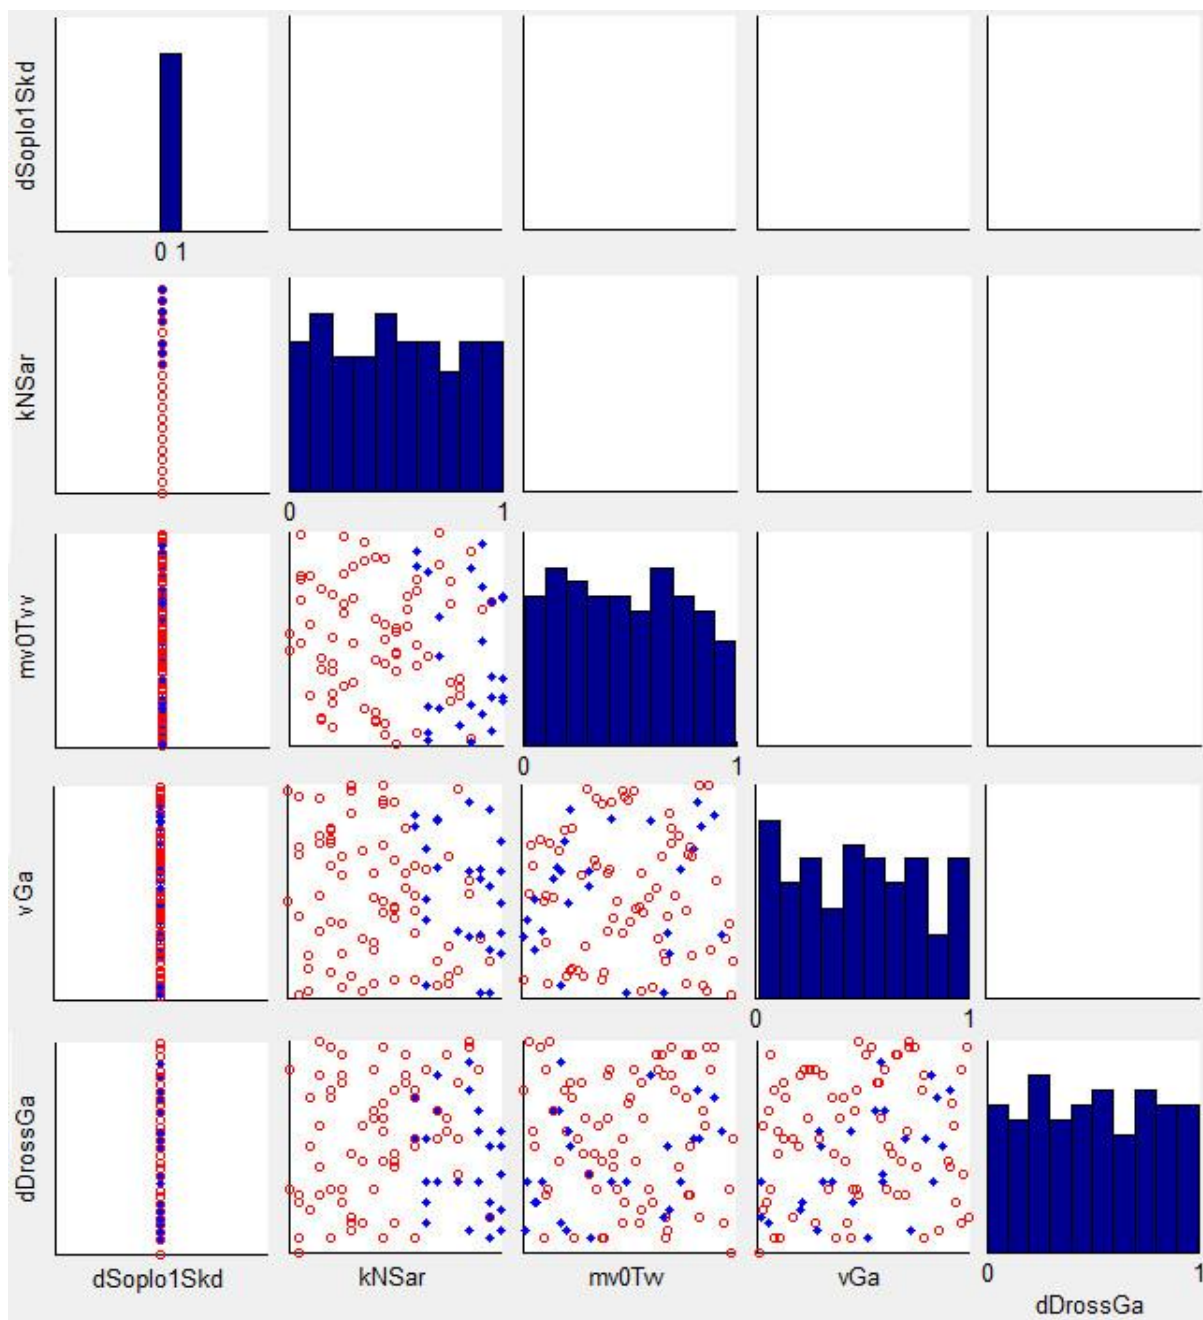 dSoplo1Skd
0 1
kNSar
0 1
mv0Tvv
0 1
vGa
0 1
dDrossGa
0 1
dSoplo1Skd kNSar mv0Tvv vGa
dDrossGa